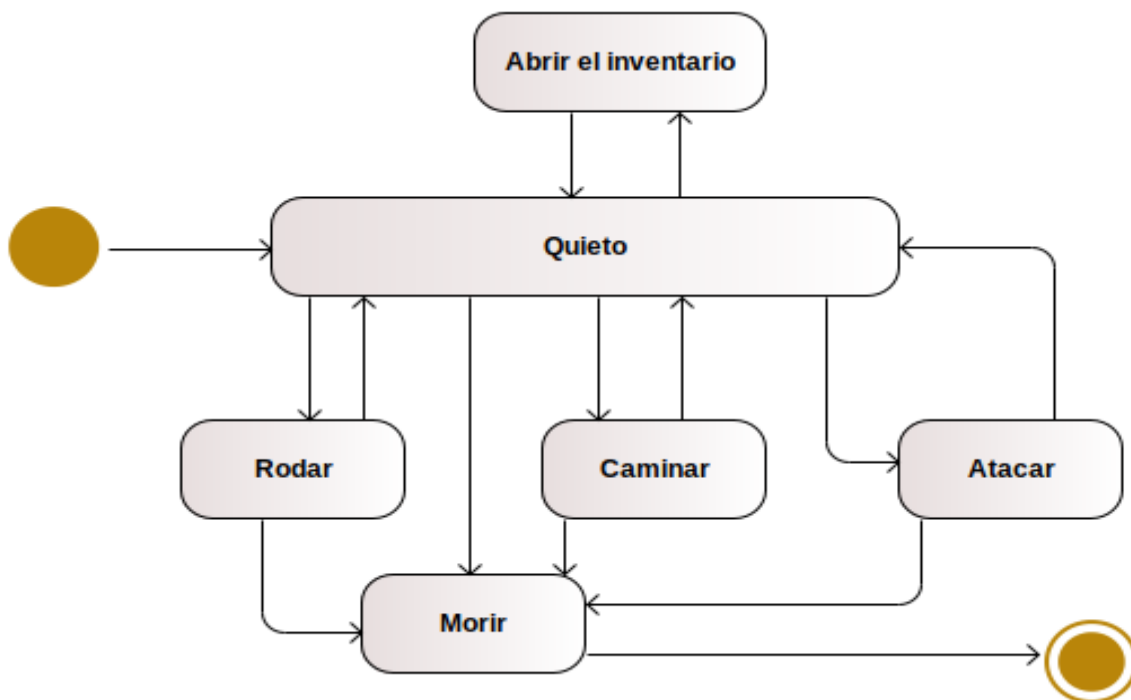 Abrir el inventario
Quieto
Rodar
Caminar
Atacar
Morir